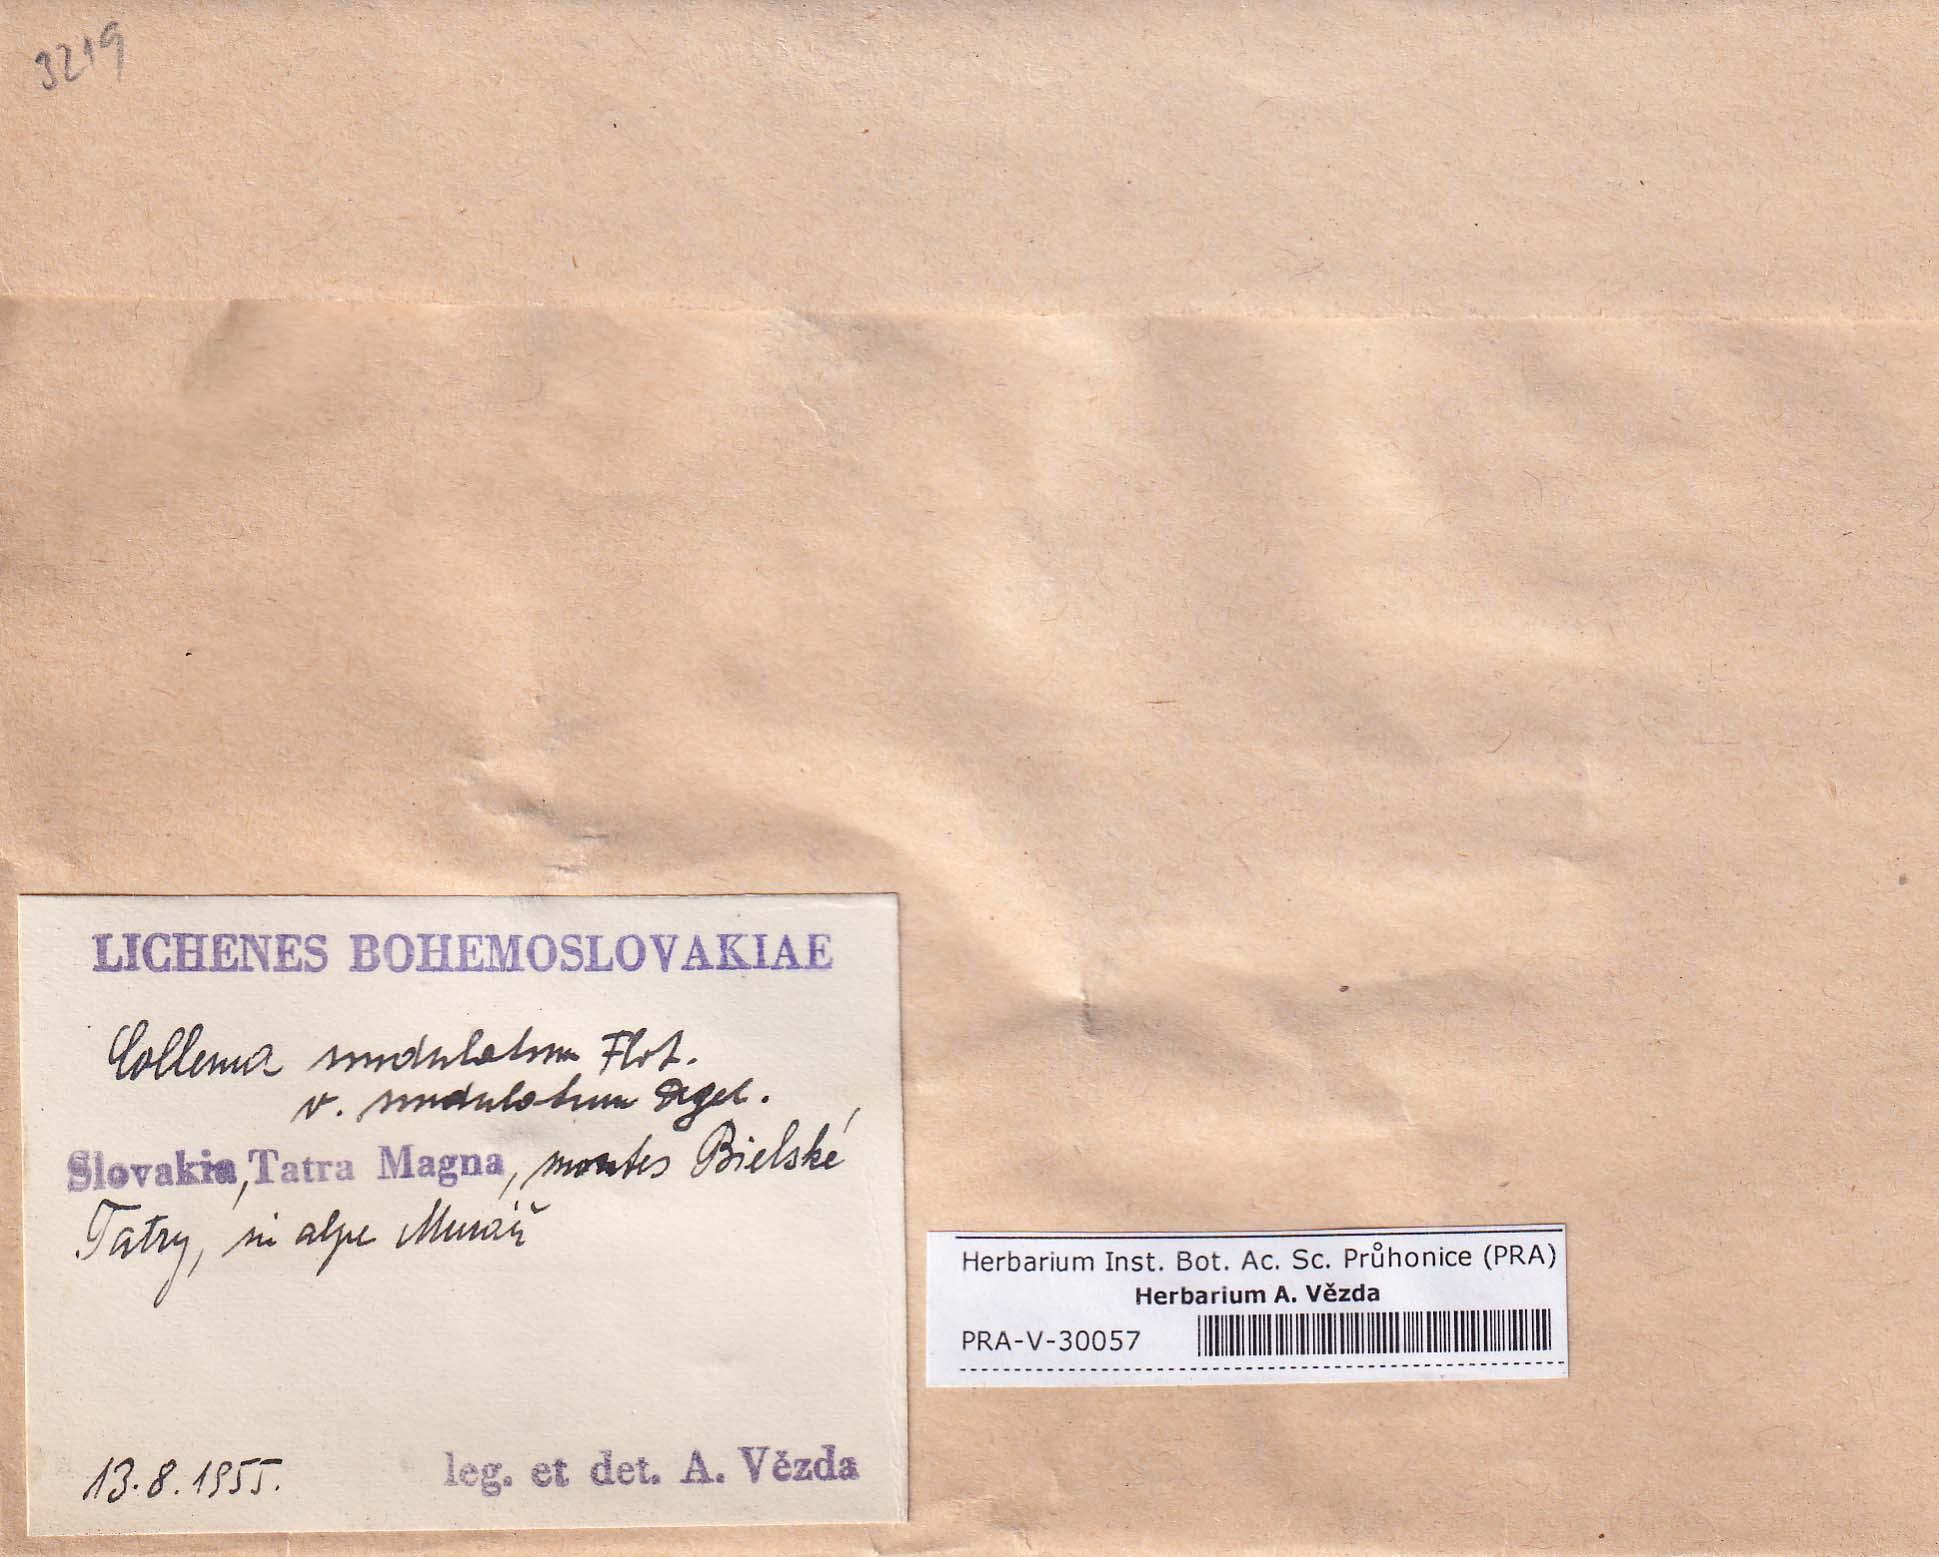 3219
LICHENES BOHEMOSLOVAKIAE
Collema undulatum Flot.
v. undulatum Degel.
Slovakia, Tatra Magna, montes Bielské
Tatry, in alpe Muráň
13.8.1955.
leg. et det. A. Vězda
Herbarium Inst. Bot. Ac. Sc. Průhonice (PRA)
Herbarium A. Vězda
PRA-V-30057